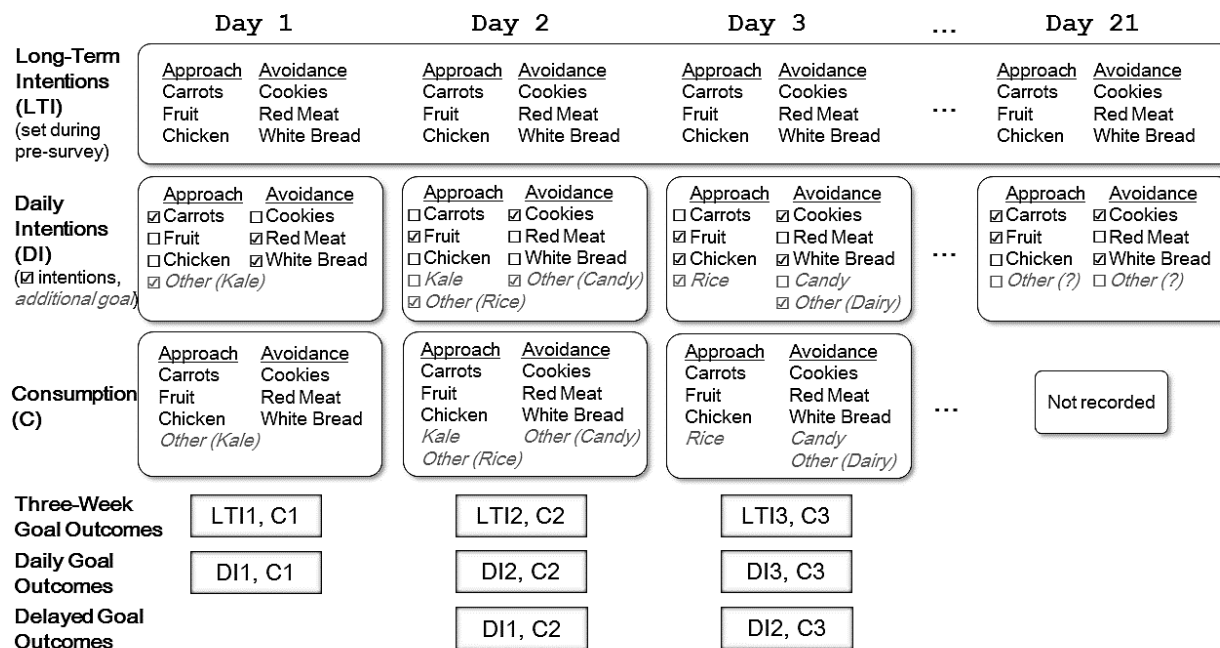 Day 1 Day 2 Day 3 ... Day 21
Long-Term
Intentions
(LTI)
(set during
pre-survey)
Approach Avoidance Approach Avoidance Approach Avoidance Approach Avoidance
Carrots Cookies Carrots Cookies Carrots Cookies Carrots Cookies
Fruit Red Meat Fruit Red Meat Fruit Red Meat ... Fruit Red Meat
Chicken White Bread Chicken White Bread Chicken White Bread Chicken White Bread
Daily
Intentions
(DI)
(☑ intentions,
additional goal)
Approach Avoidance
☑ Carrots ☐ Cookies
☐ Fruit ☑ Red Meat
☐ Chicken ☑ White Bread
☑ Other (Kale)
Approach Avoidance
☐ Carrots ☑ Cookies
☑ Fruit ☐ Red Meat
☐ Chicken ☐ White Bread
☐ Kale ☑ Other (Candy)
☑ Other (Rice)
Approach Avoidance
☐ Carrots ☑ Cookies
☑ Fruit ☐ Red Meat
☑ Chicken ☑ White Bread
☑ Rice ☐ Candy
☑ Other (Dairy)
...
Approach Avoidance
☑ Carrots ☑ Cookies
☑ Fruit ☐ Red Meat
☐ Chicken ☑ White Bread
☐ Other (?) ☐ Other (?)
Consumption
(C)
Approach Avoidance
Carrots Cookies
Fruit Red Meat
Chicken White Bread
Other (Kale)
Approach Avoidance
Carrots Cookies
Fruit Red Meat
Chicken White Bread
Kale Other (Candy)
Other (Rice)
Approach Avoidance
Carrots Cookies
Fruit Red Meat
Chicken White Bread
Rice Candy
Other (Dairy)
...
Not recorded
Three-Week
Goal Outcomes
LTI1, C1 LTI2, C2 LTI3, C3
Daily Goal
Outcomes
DI1, C1 DI2, C2 DI3, C3
Delayed Goal
Outcomes
DI1, C2 DI2, C3